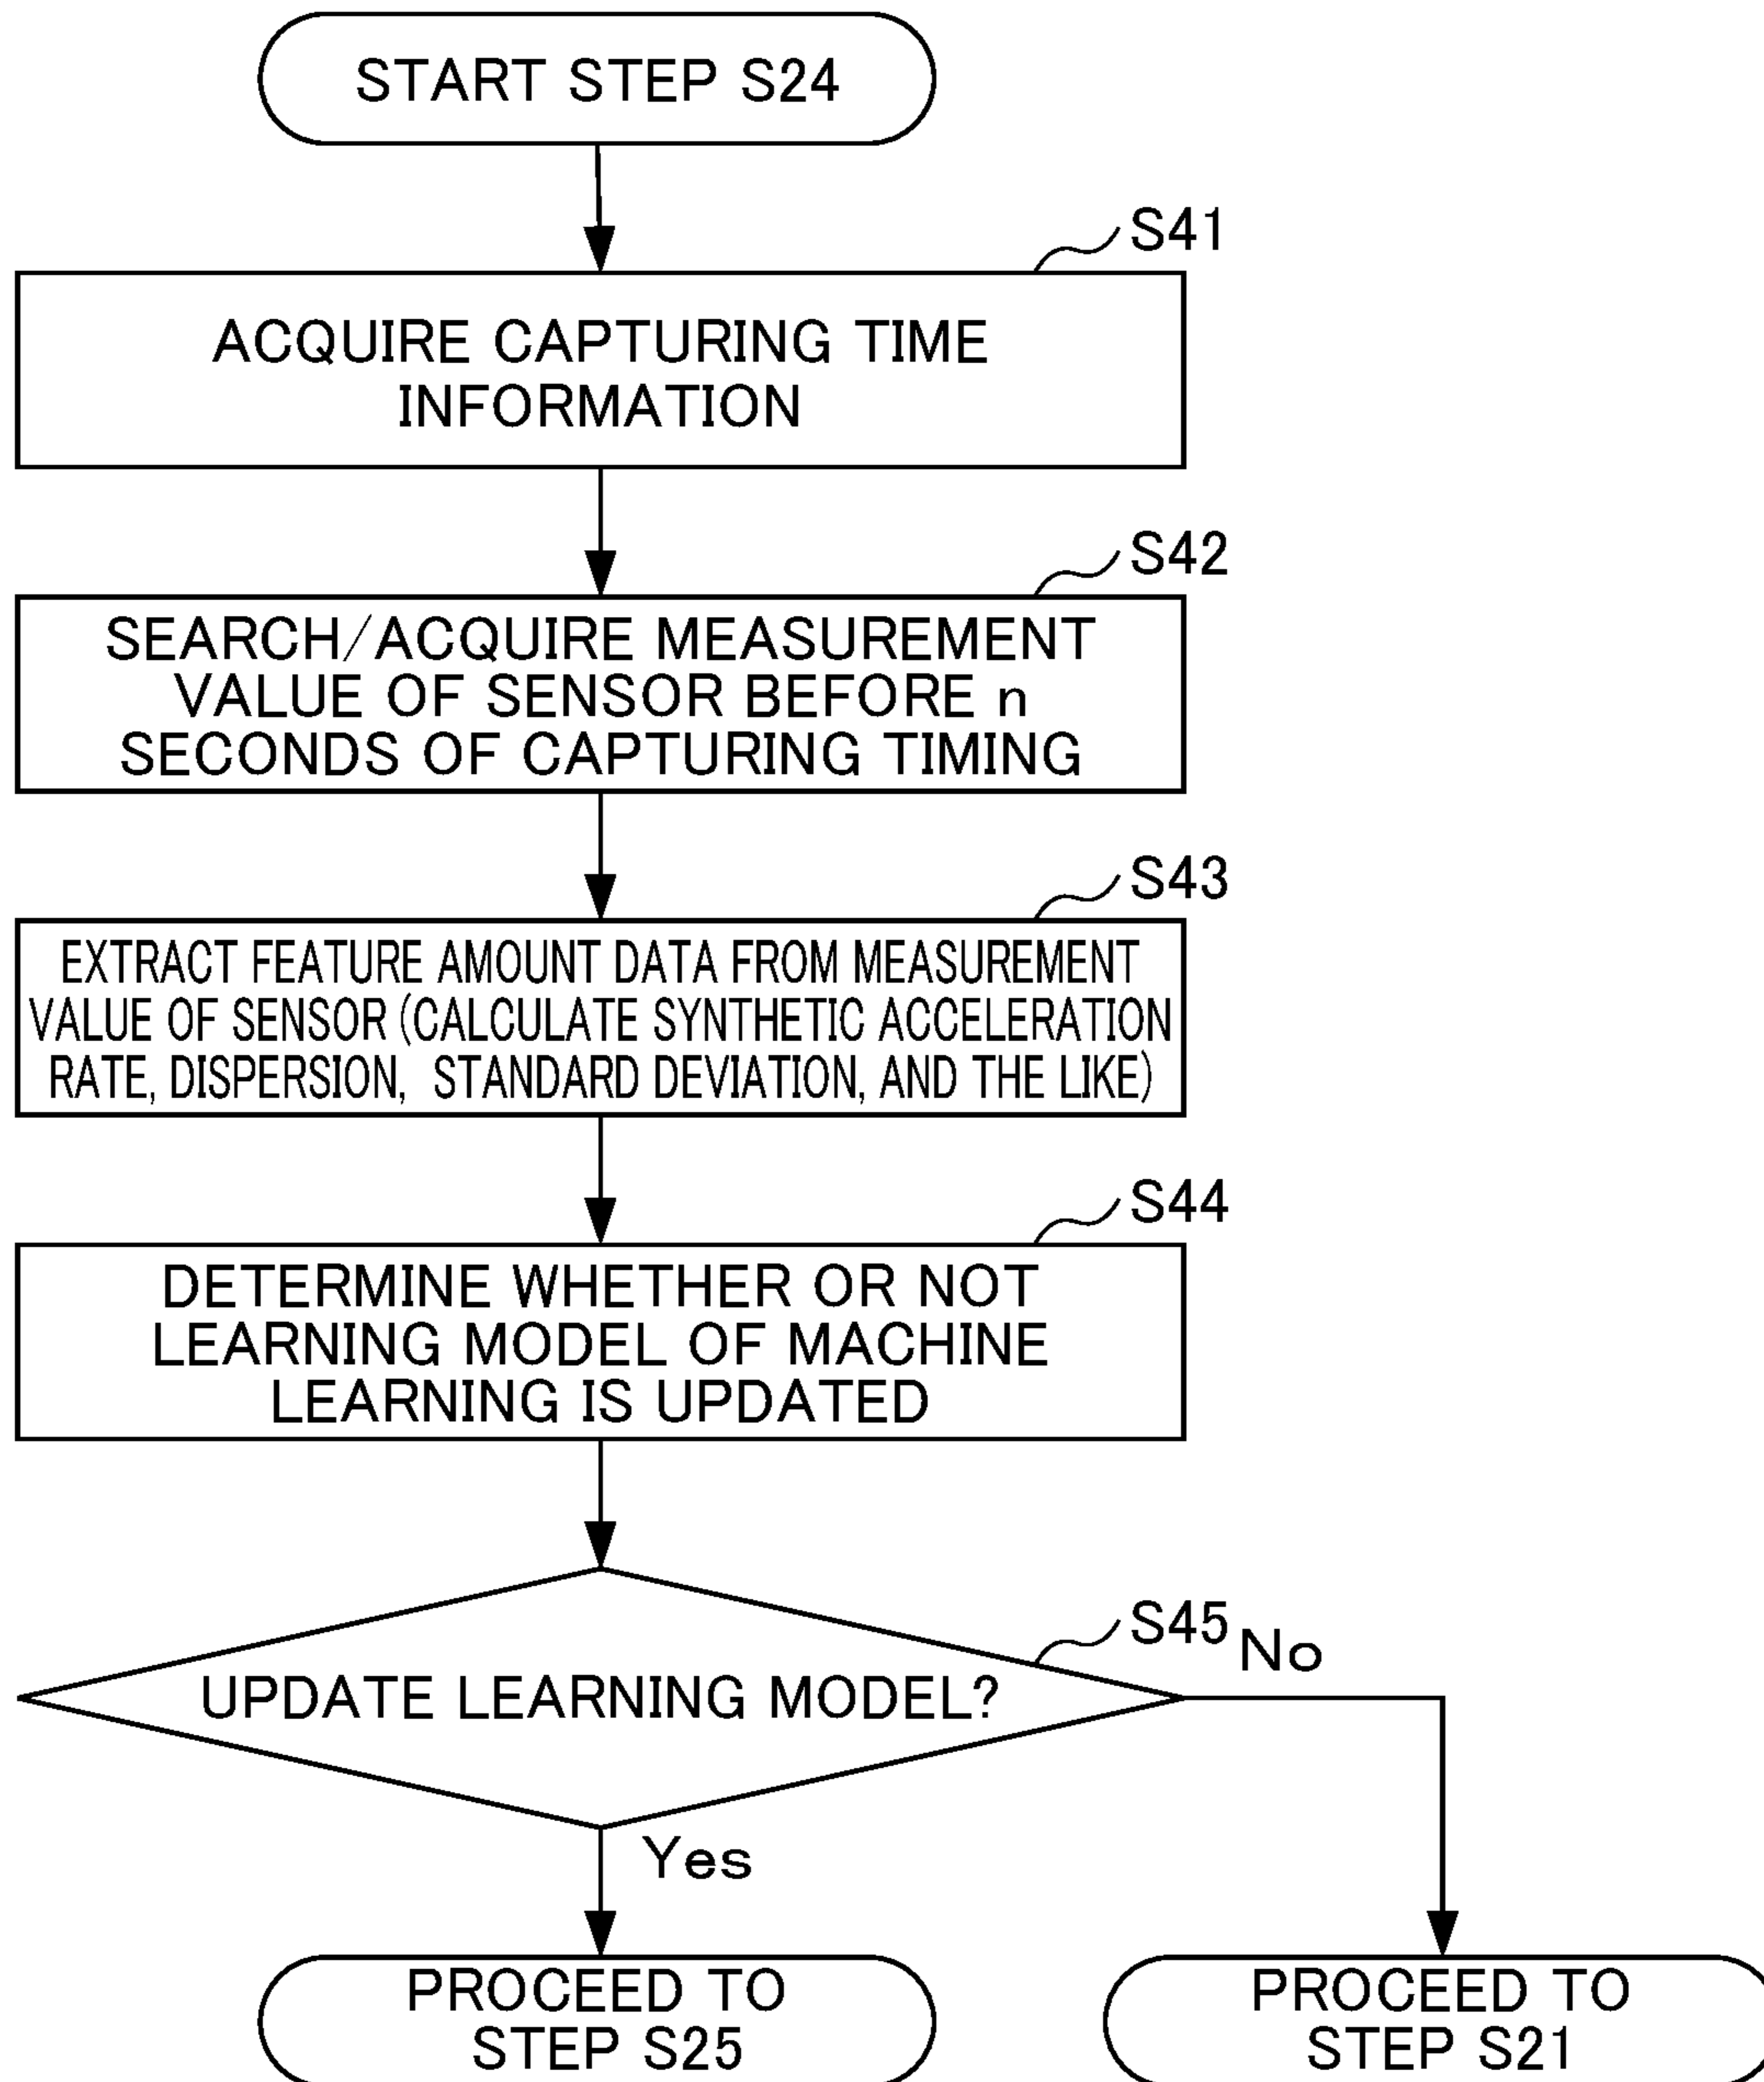 START STEP S24
S41
ACQUIRE CAPTURING TIME
INFORMATION
S42
SEARCH/ACQUIRE MEASUREMENT
VALUE OF SENSOR BEFORE n
SECONDS OF CAPTURING TIMING
S43
EXTRACT FEATURE AMOUNT DATA FROM MEASUREMENT
VALUE OF SENSOR (CALCULATE SYNTHETIC ACCELERATION
RATE, DISPERSION, STANDARD DEVIATION, AND THE LIKE)
S44
DETERMINE WHETHER OR NOT
LEARNING MODEL OF MACHINE
LEARNING IS UPDATED
S45
No
UPDATE LEARNING MODEL?
Yes
PROCEED TO
STEP S25
PROCEED TO
STEP S21